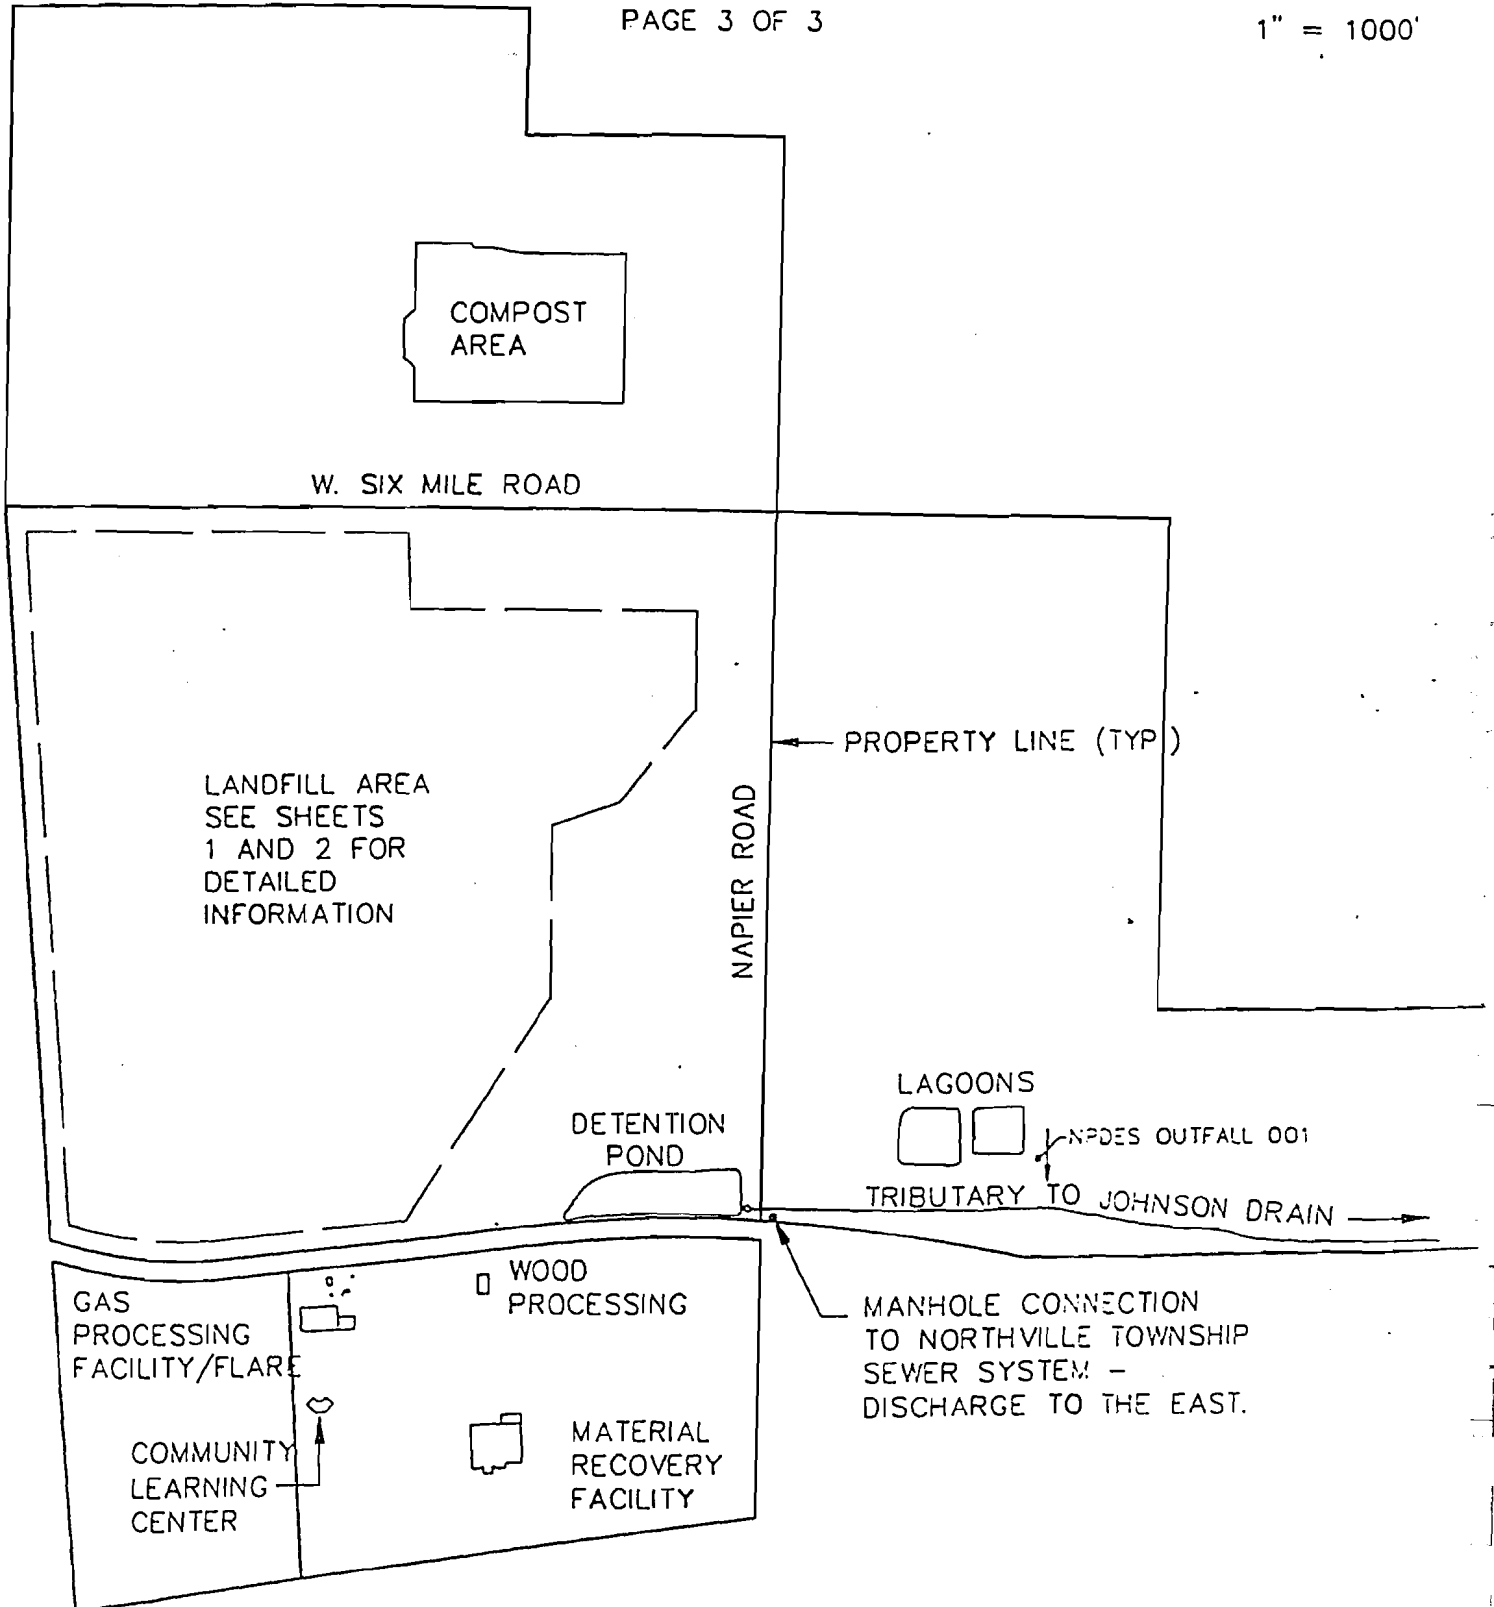 PAGE 3 OF 3
1" = 1000'
COMPOST
AREA
W. SIX MILE ROAD
PROPERTY LINE (TYP.)
LANDFILL AREA
SEE SHEETS
1 AND 2 FOR
DETAILED
INFORMATION
NAPIER ROAD
LAGOONS
DETENTION
POND
NPDES OUTFALL 001
TRIBUTARY TO JOHNSON DRAIN
GAS
PROCESSING
FACILITY/FLARE
WOOD
PROCESSING
MANHOLE CONNECTION
TO NORTHVILLE TOWNSHIP
SEWER SYSTEM -
DISCHARGE TO THE EAST.
COMMUNITY
LEARNING
CENTER
MATERIAL
RECOVERY
FACILITY